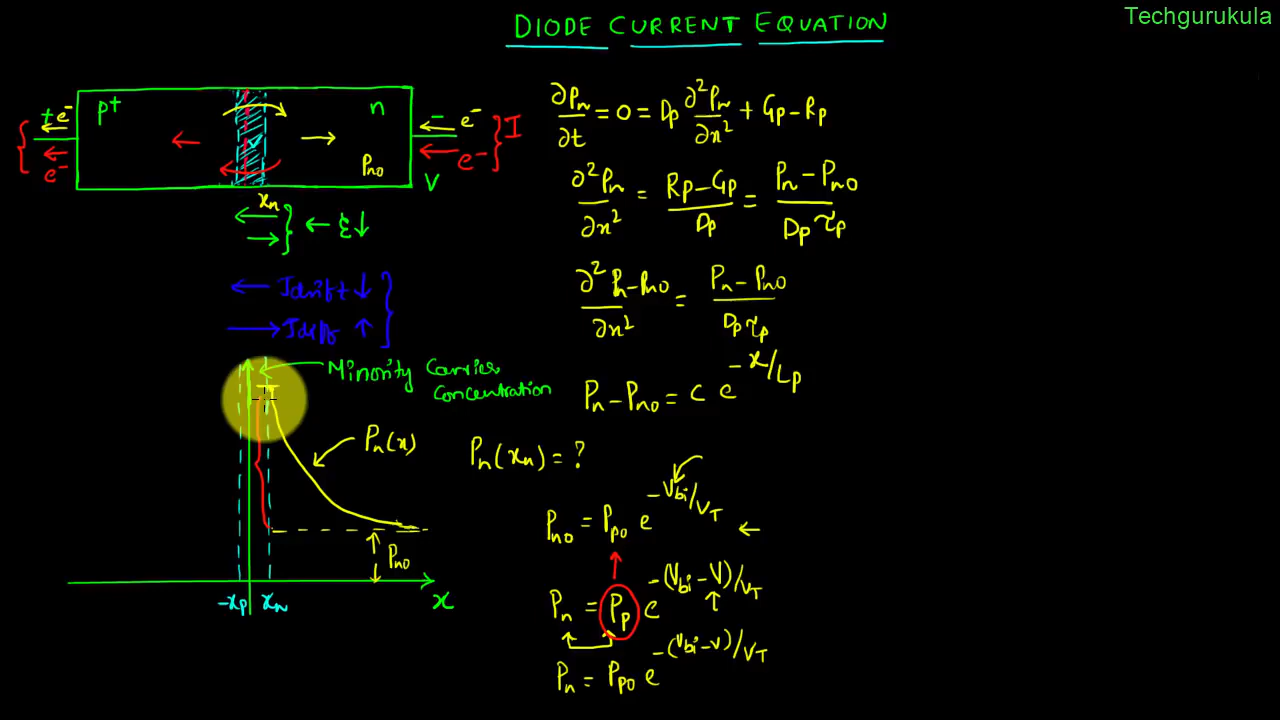 Techgurukula
DIODE CURRENT EQUATION
p+ n
+ e⁻ − e⁻
e⁻ e⁻ I
Pno
V
xn
← ε↓
← Jdrift ↓
→ Jdiff ↑
Minority Carrier
Concentration
Pn(x)
Pno
-xp xn x
∂Pn/∂t = 0 = Dp ∂²Pn/∂x² + Gp - Rp
∂²Pn/∂x² = (Rp - Gp)/Dp = (Pn - Pno)/(Dp τp)
∂² Pn - Pno/∂x² = (Pn - Pno)/(Dp τp)
Pn - Pno = C e^(-x/Lp)
Pn(xn) = ?
Pno = Ppo e^(-Vbi/VT) ←
Pn = Pp e^(-(Vbi - V)/VT)
Pn = Ppo e^(-(Vbi - V)/VT)